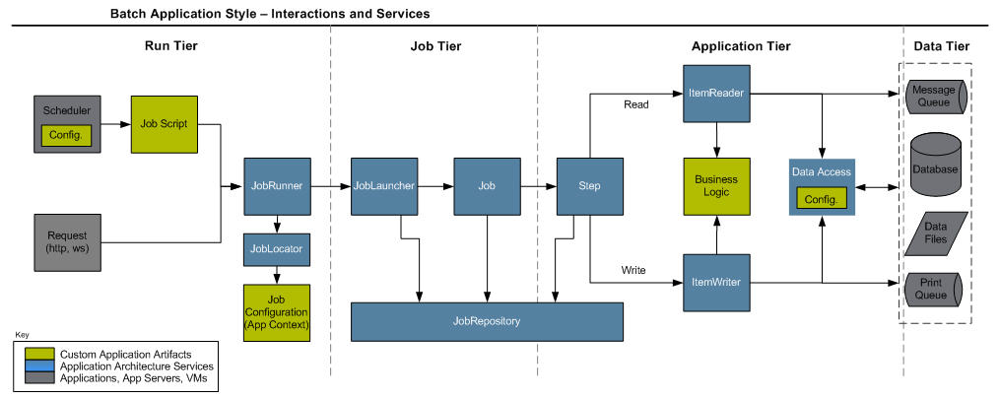 Batch Application Style – Interactions and Services
Run Tier
Job Tier
Application Tier
Data Tier
Scheduler
Config.
Job Script
Request
(http, ws)
JobRunner
JobLocator
Job
Configuration
(App Context)
JobLauncher
Job
Step
JobRepository
Read
Write
ItemReader
Business
Logic
ItemWriter
Data Access
Config.
Message
Queue
Database
Data
Files
Print
Queue
Key
Custom Application Artifacts
Application Architecture Services
Applications, App Servers, VMs